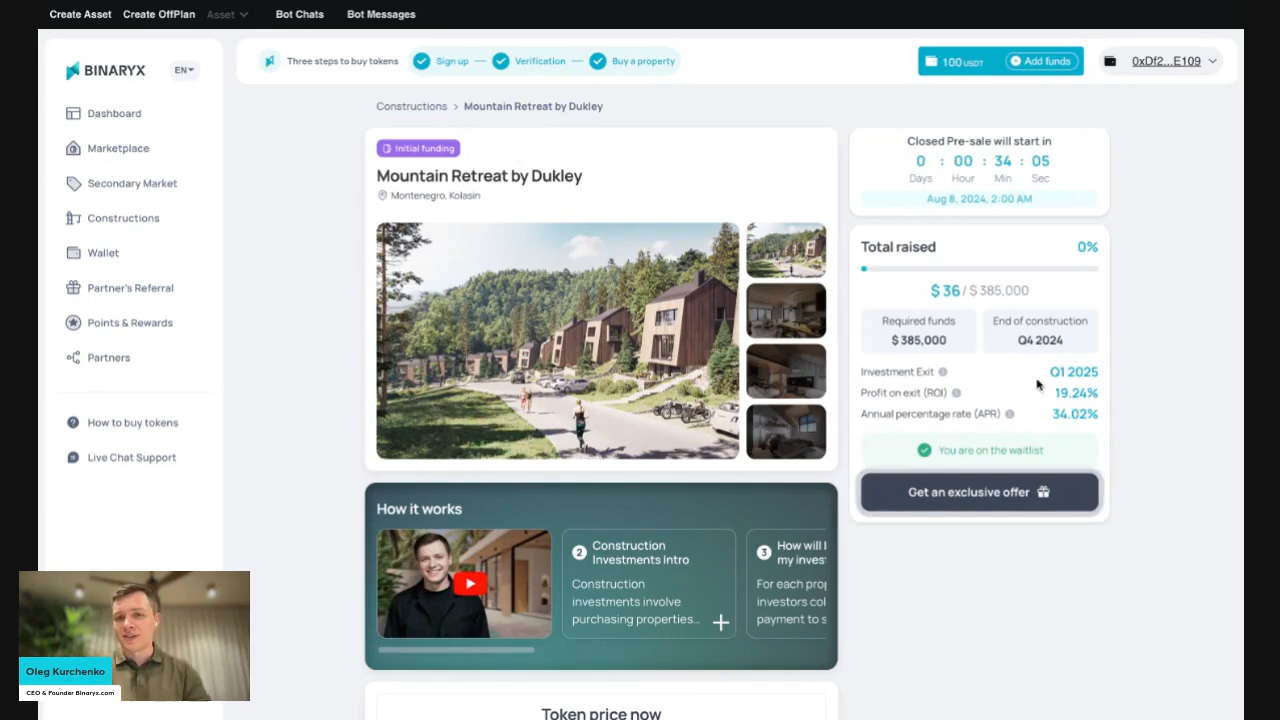 Create Asset Create OffPlan Asset Bot Chats Bot Messages
BINARYX EN
Three steps to buy tokens Sign up Verification Buy a property
100 USDT Add funds 0xDf2...E109
Dashboard
Marketplace
Secondary Market
Constructions
Wallet
Partner's Referral
Points & Rewards
Partners
How to buy tokens
Live Chat Support
Constructions > Mountain Retreat by Dukley
Initial funding
Mountain Retreat by Dukley
Montenegro, Kolasin
How it works
2 Construction
Investments Intro
Construction
investments involve
purchasing properties...
3 How will I
my inves
For each pro
investors col
payment to s
Token price now
Closed Pre-sale will start in
0 : 00 : 34 : 05
Days Hour Min Sec
Aug 8, 2024, 2:00 AM
Total raised 0%
$ 36 / $ 385,000
Required funds
$ 385,000
End of construction
Q4 2024
Investment Exit Q1 2025
Profit on exit (ROI) 19.24%
Annual percentage rate (APR) 34.02%
You are on the waitlist
Get an exclusive offer
Oleg Kurchenko
CEO & Founder Binaryx.com